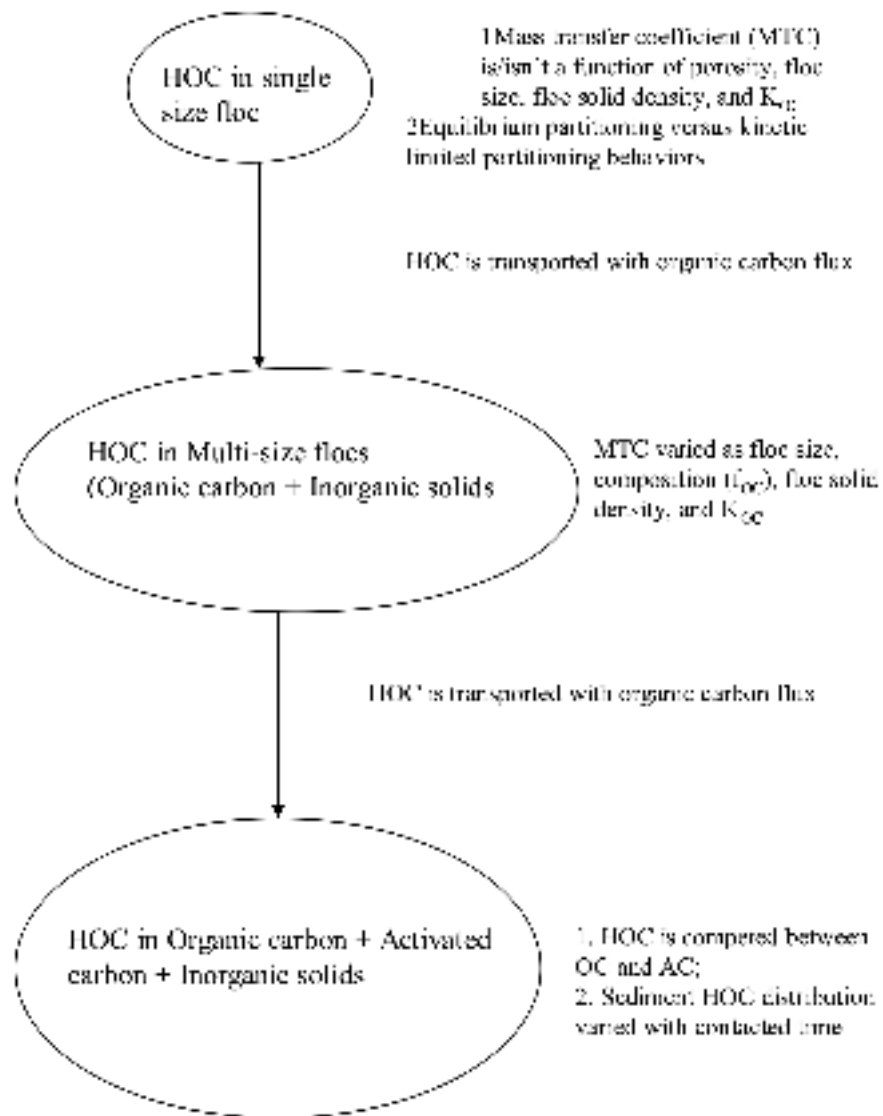 HOC in single
size floc
1Mass transfer coefficient (MTC)
is/isn't a function of porosity, floc
size, floc solid density, and
2Equilibrium partitioning versus kinetic
limited partitioning behaviors
HOC is transported with organic carbon flux
HOC in Multi-size flocs
(Organic carbon + Inorganic solids
MTC varied as floc size,
composition (fOC), floc solid
density, and KOC
HOC is transported with organic carbon flux
HOC in Organic carbon + Activated
carbon + Inorganic solids
1. HOC is compered between
OC and AC;
2. Sediment HOC distribution
varied with contacted time